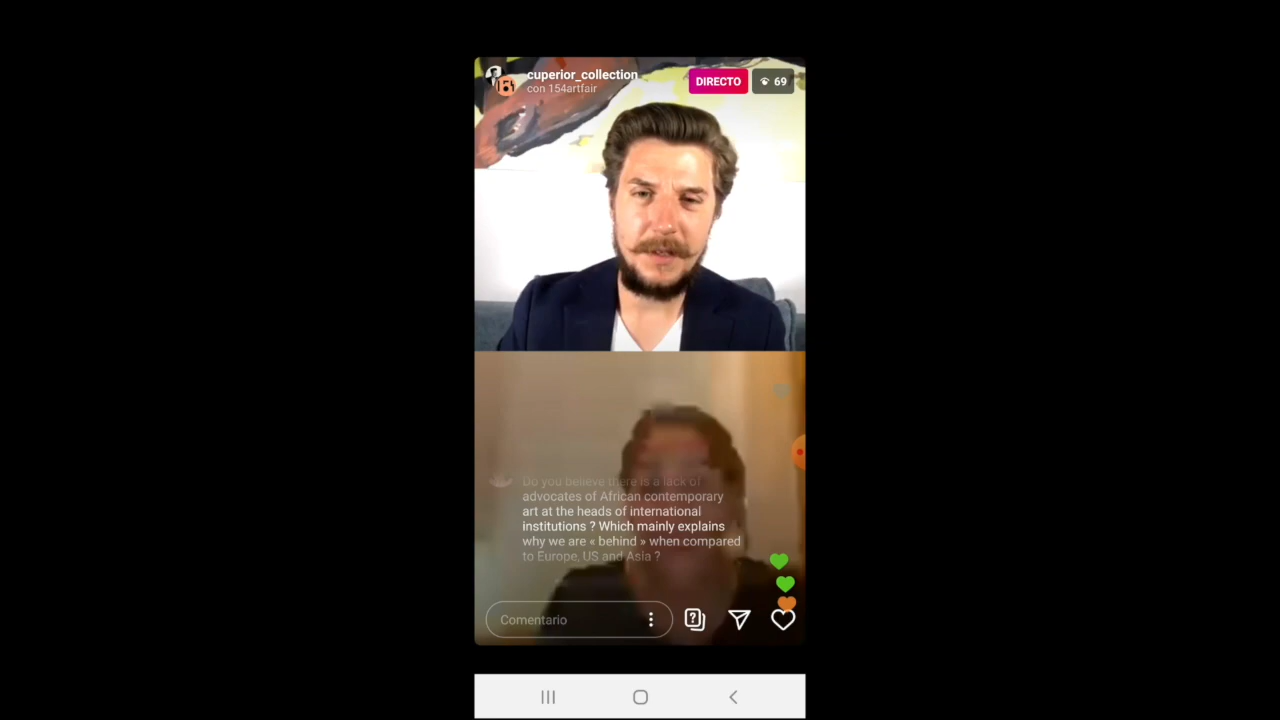 cuperior_collection
con 154artfair
DIRECTO
69
Do you believe there is a lack of
advocates of African contemporary
art at the heads of international
institutions ? Which mainly explains
why we are « behind » when compared
to Europe, US and Asia ?
Comentario